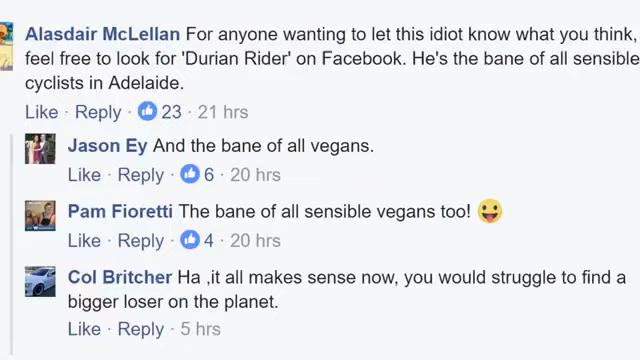 Alasdair McLellan For anyone wanting to let this idiot know what you think,
feel free to look for 'Durian Rider' on Facebook. He's the bane of all sensible
cyclists in Adelaide.
Like · Reply · 23 · 21 hrs
Jason Ey And the bane of all vegans.
Like · Reply · 6 · 20 hrs
Pam Fioretti The bane of all sensible vegans too! 😛
Like · Reply · 4 · 20 hrs
Col Britcher Ha ,it all makes sense now, you would struggle to find a
bigger loser on the planet.
Like · Reply · 5 hrs